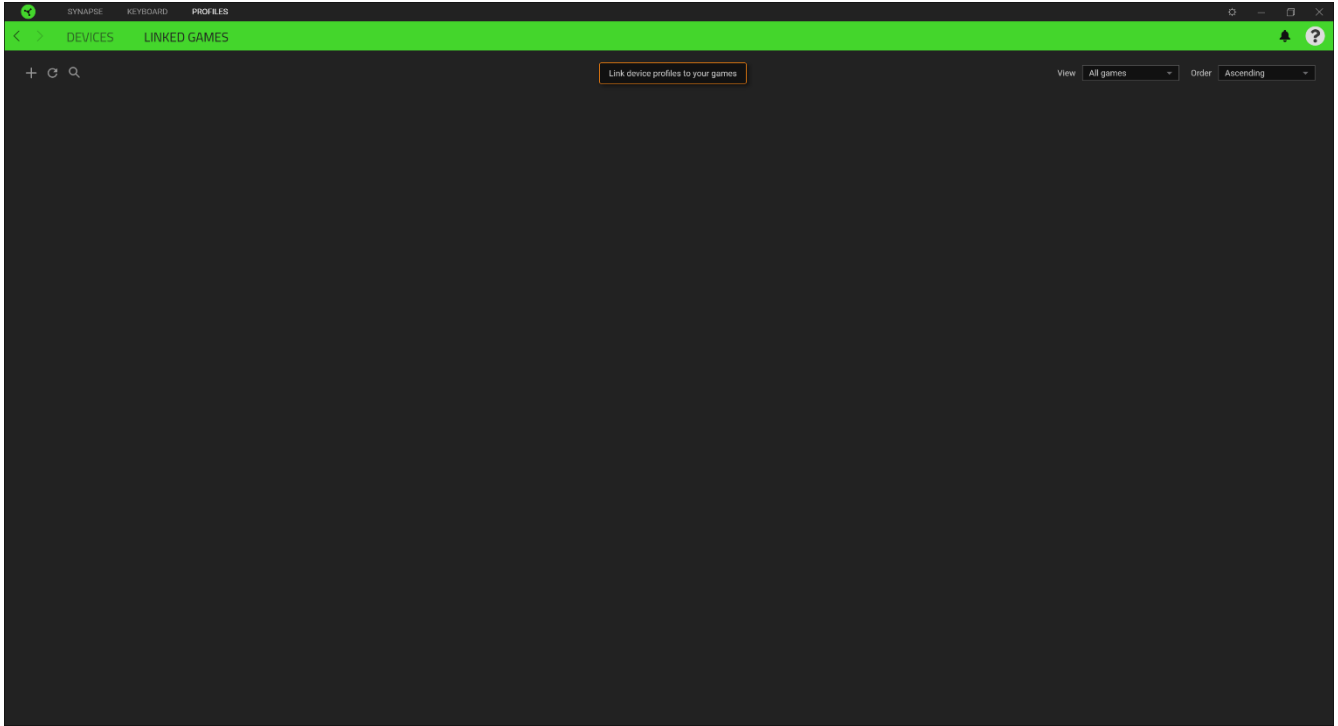 SYNAPSE KEYBOARD PROFILES
DEVICES LINKED GAMES ?
Link device profiles to your games View All games Order Ascending